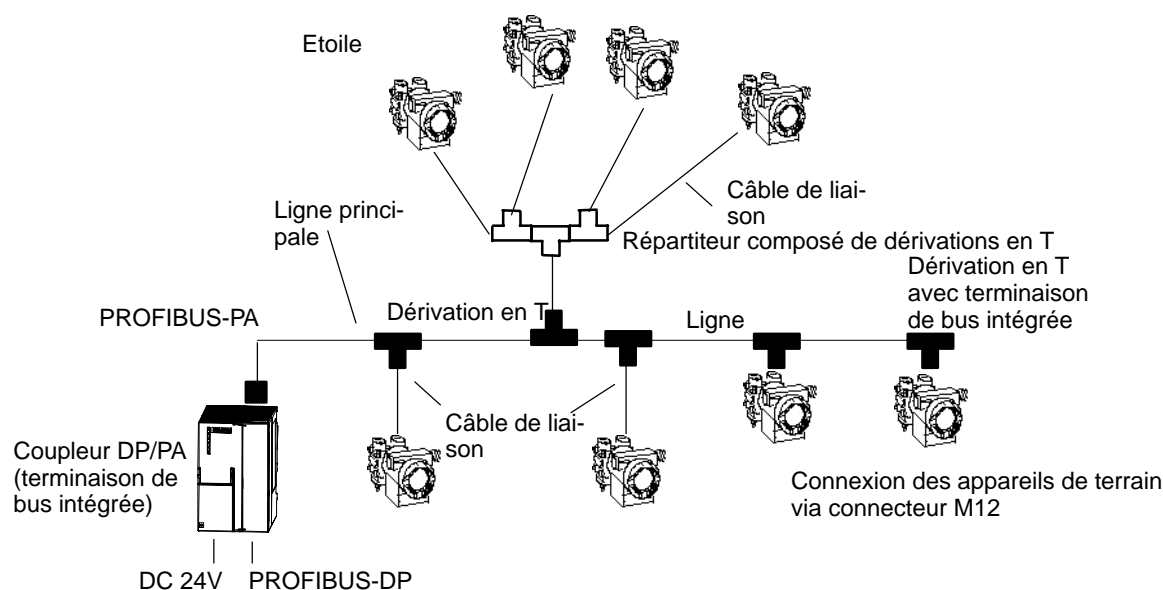 Etoile
Câble de liai-
son
Ligne princi-
pale
Répartiteur composé de dérivations en T
Dérivation en T
avec terminaison
de bus intégrée
PROFIBUS-PA
Dérivation en T
Ligne
Câble de liai-
son
Coupleur DP/PA
(terminaison de
bus intégrée)
Connexion des appareils de terrain
via connecteur M12
DC 24V
PROFIBUS-DP